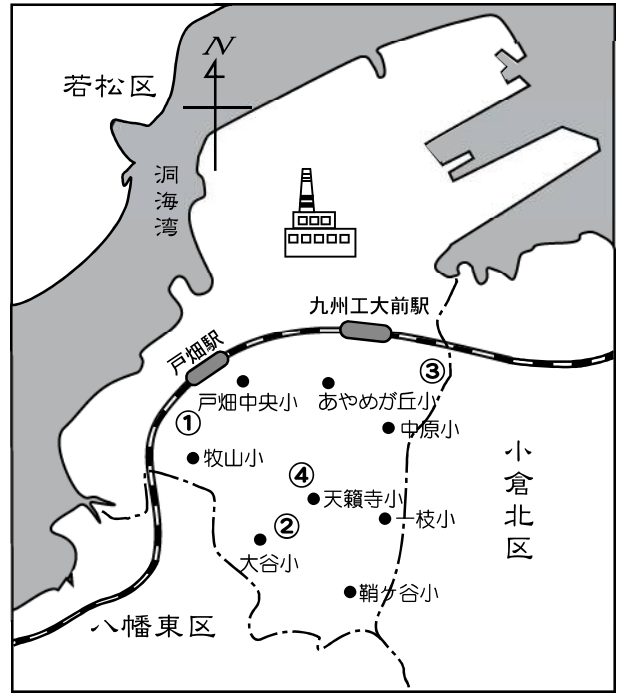 若松区
N
洞海湾
九州工大前駅
戸畑駅
③
戸畑中央小
あやめが丘小
①
中原小
牧山小
小倉北区
④
天籟寺小
②
一枝小
大谷小
鞘ヶ谷小
八幡東区